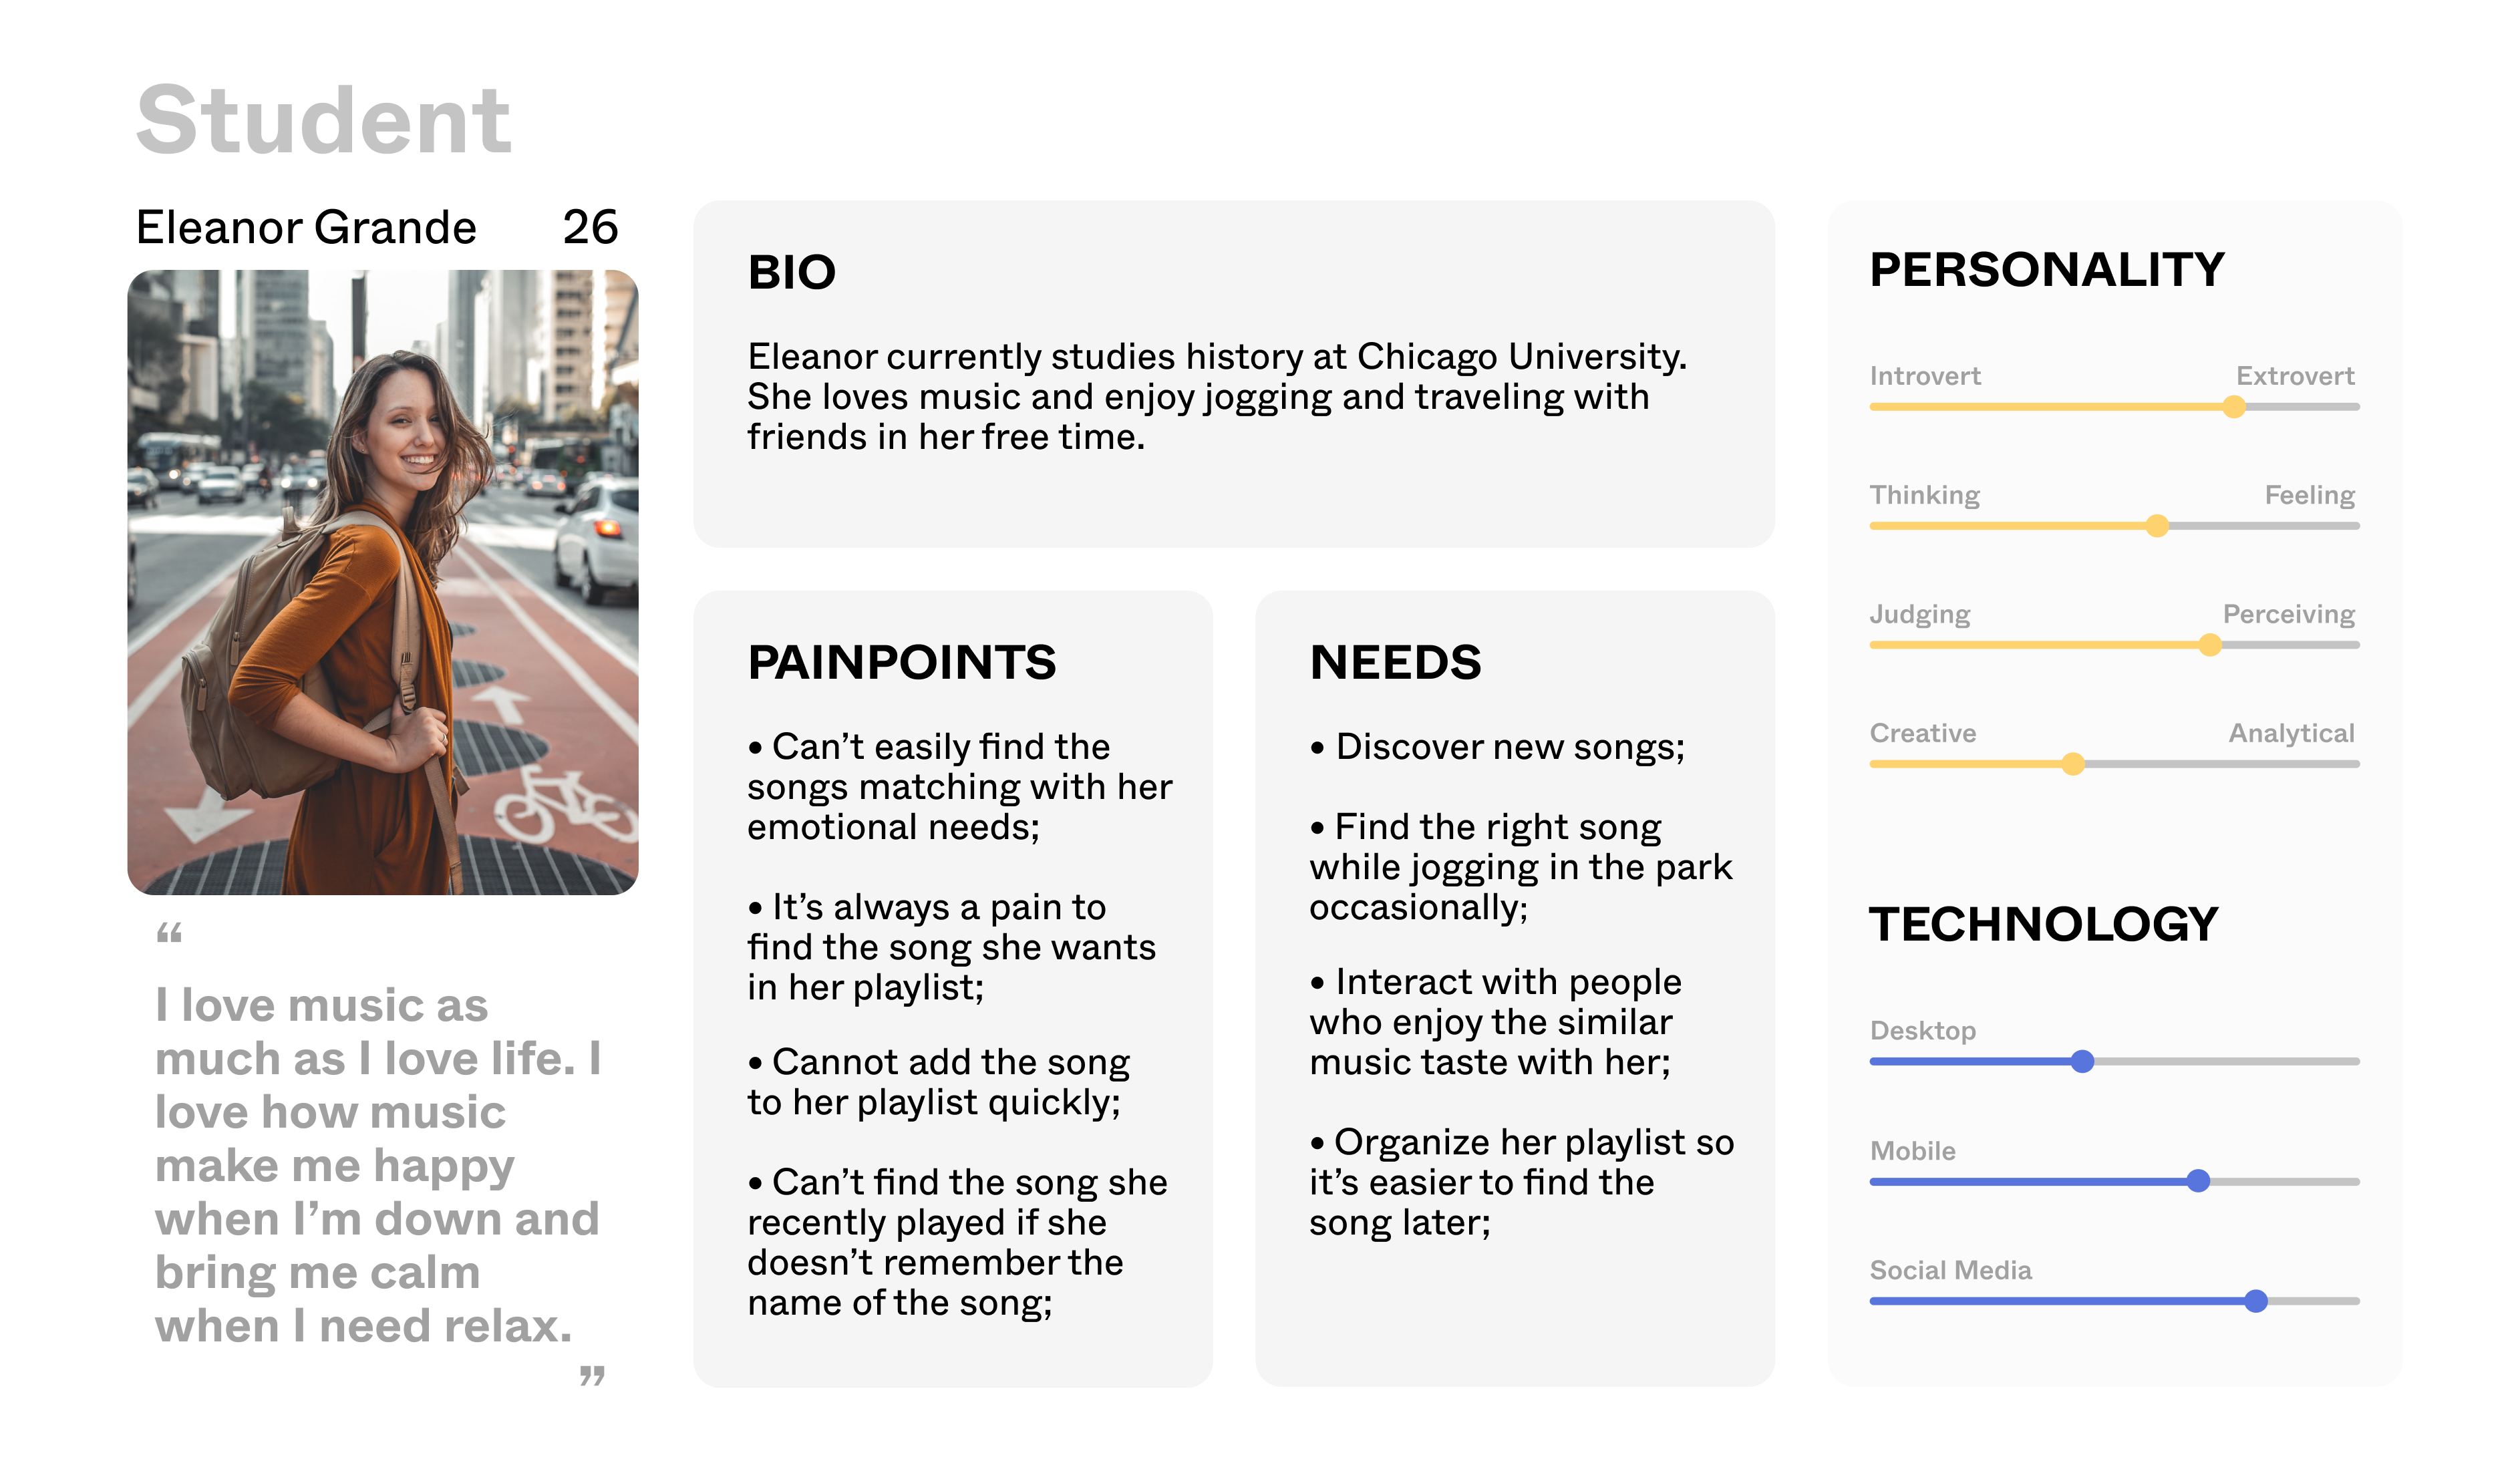 Student
Eleanor Grande 26
“
I love music as
much as I love life. I
love how music
make me happy
when I’m down and
bring me calm
when I need relax.
”
BIO
Eleanor currently studies history at Chicago University.
She loves music and enjoy jogging and traveling with
friends in her free time.
PAINPOINTS
• Can’t easily find the
songs matching with her
emotional needs;
• It’s always a pain to
find the song she wants
in her playlist;
• Cannot add the song
to her playlist quickly;
• Can’t find the song she
recently played if she
doesn’t remember the
name of the song;
NEEDS
• Discover new songs;
• Find the right song
while jogging in the park
occasionally;
• Interact with people
who enjoy the similar
music taste with her;
• Organize her playlist so
it’s easier to find the
song later;
PERSONALITY
Introvert Extrovert
Thinking Feeling
Judging Perceiving
Creative Analytical
TECHNOLOGY
Desktop
Mobile
Social Media